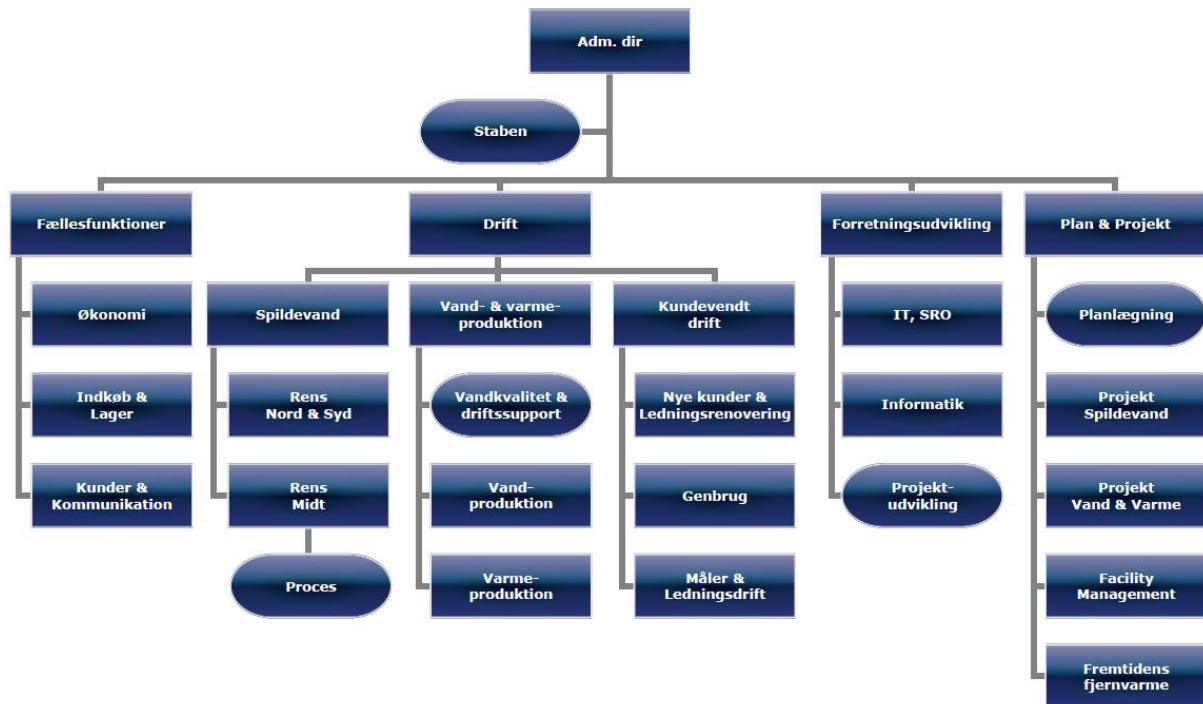 Adm. dir
Staben
Fællesfunktioner
Drift
Forretningsudvikling
Plan & Projekt
Økonomi
Spildevand
Vand- & varme-
produktion
Kundevendt
drift
IT, SRO
Planlægning
Indkøb &
Lager
Rens
Nord & Syd
Vandkvalitet &
driftssupport
Nye kunder &
Ledningsrenovering
Informatik
Projekt
Spildevand
Kunder &
Kommunikation
Rens
Midt
Vand-
produktion
Genbrug
Projekt-
udvikling
Projekt
Vand & Varme
Proces
Varme-
produktion
Måler &
Ledningsdrift
Facility
Management
Fremtidens
fjernvarme